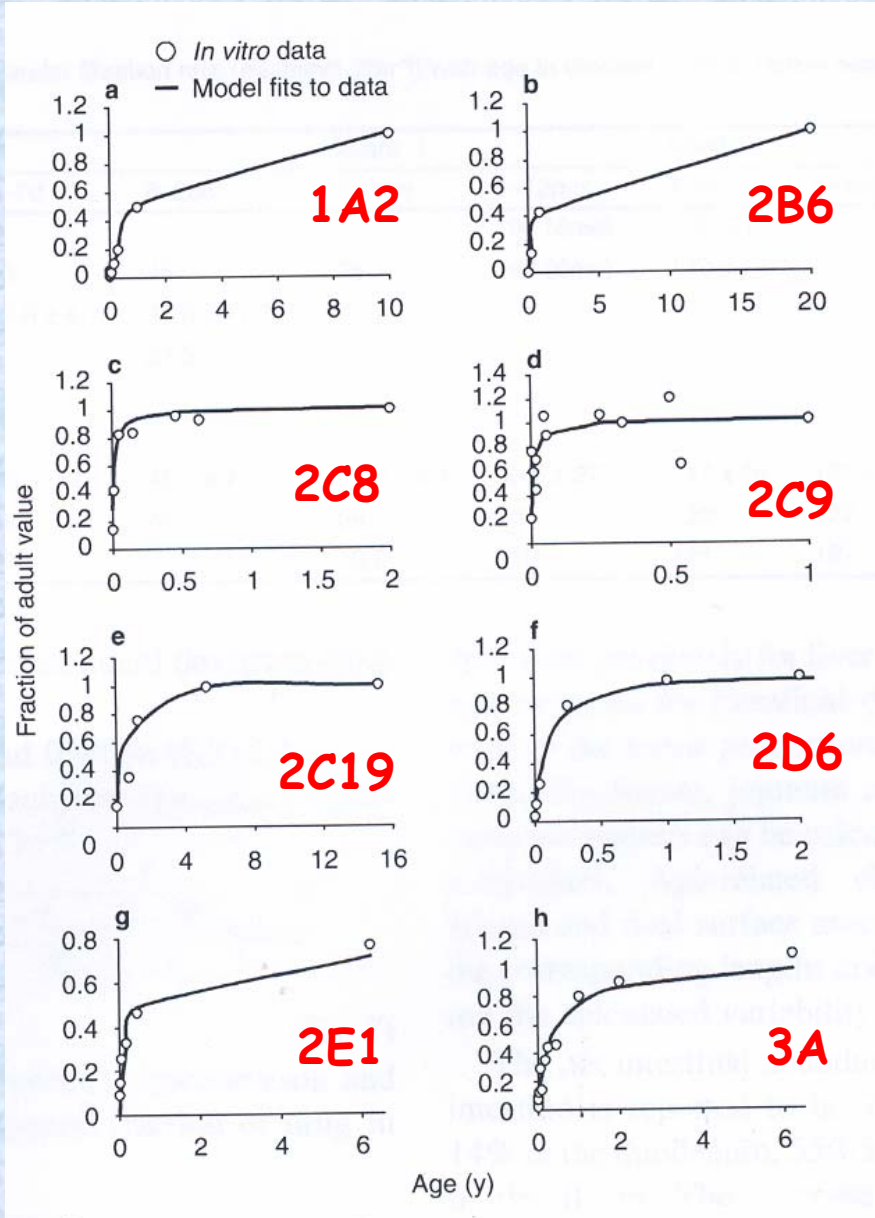 In vitro data
Model fits to data
a
1.2
1
0.8
0.6
0.4
0.2
0
1A2
0 2 4 6 8 10
b
1.2
1
0.8
0.6
0.4
0.2
0
2B6
0 5 10 15 20
c
1.2
1
0.8
0.6
0.4
0.2
0
2C8
0 0.5 1 1.5 2
d
1.4
1.2
1
0.8
0.6
0.4
0.2
0
2C9
0 0.5 1
Fraction of adult value
e
1.2
1
0.8
0.6
0.4
0.2
0
2C19
0 4 8 12 16
f
1.2
1
0.8
0.6
0.4
0.2
0
2D6
0 0.5 1 1.5 2
g
0.8
0.6
0.4
0.2
0
2E1
0 2 4 6
h
1.2
1
0.8
0.6
0.4
0.2
0
3A
0 2 4 6
Age (y)